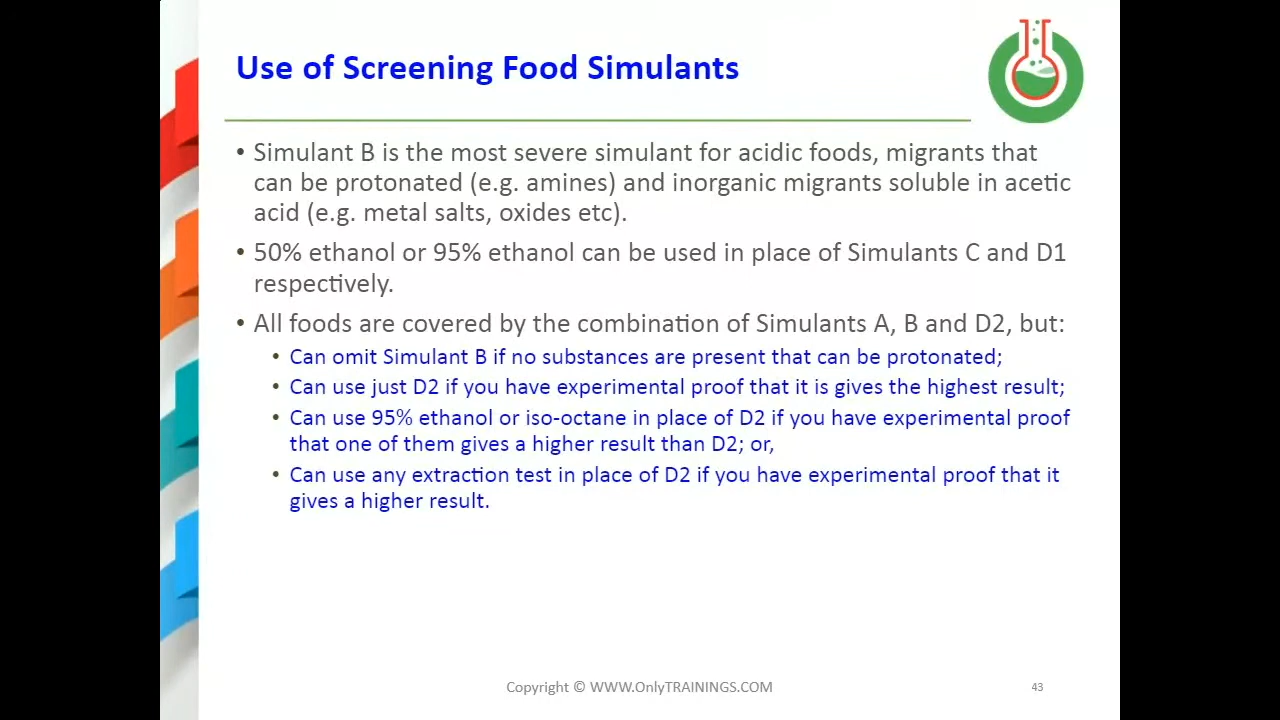 Use of Screening Food Simulants
• Simulant B is the most severe simulant for acidic foods, migrants that
can be protonated (e.g. amines) and inorganic migrants soluble in acetic
acid (e.g. metal salts, oxides etc).
• 50% ethanol or 95% ethanol can be used in place of Simulants C and D1
respectively.
• All foods are covered by the combination of Simulants A, B and D2, but:
• Can omit Simulant B if no substances are present that can be protonated;
• Can use just D2 if you have experimental proof that it is gives the highest result;
• Can use 95% ethanol or iso-octane in place of D2 if you have experimental proof
that one of them gives a higher result than D2; or,
• Can use any extraction test in place of D2 if you have experimental proof that it
gives a higher result.
Copyright © WWW.OnlyTRAININGS.COM
43